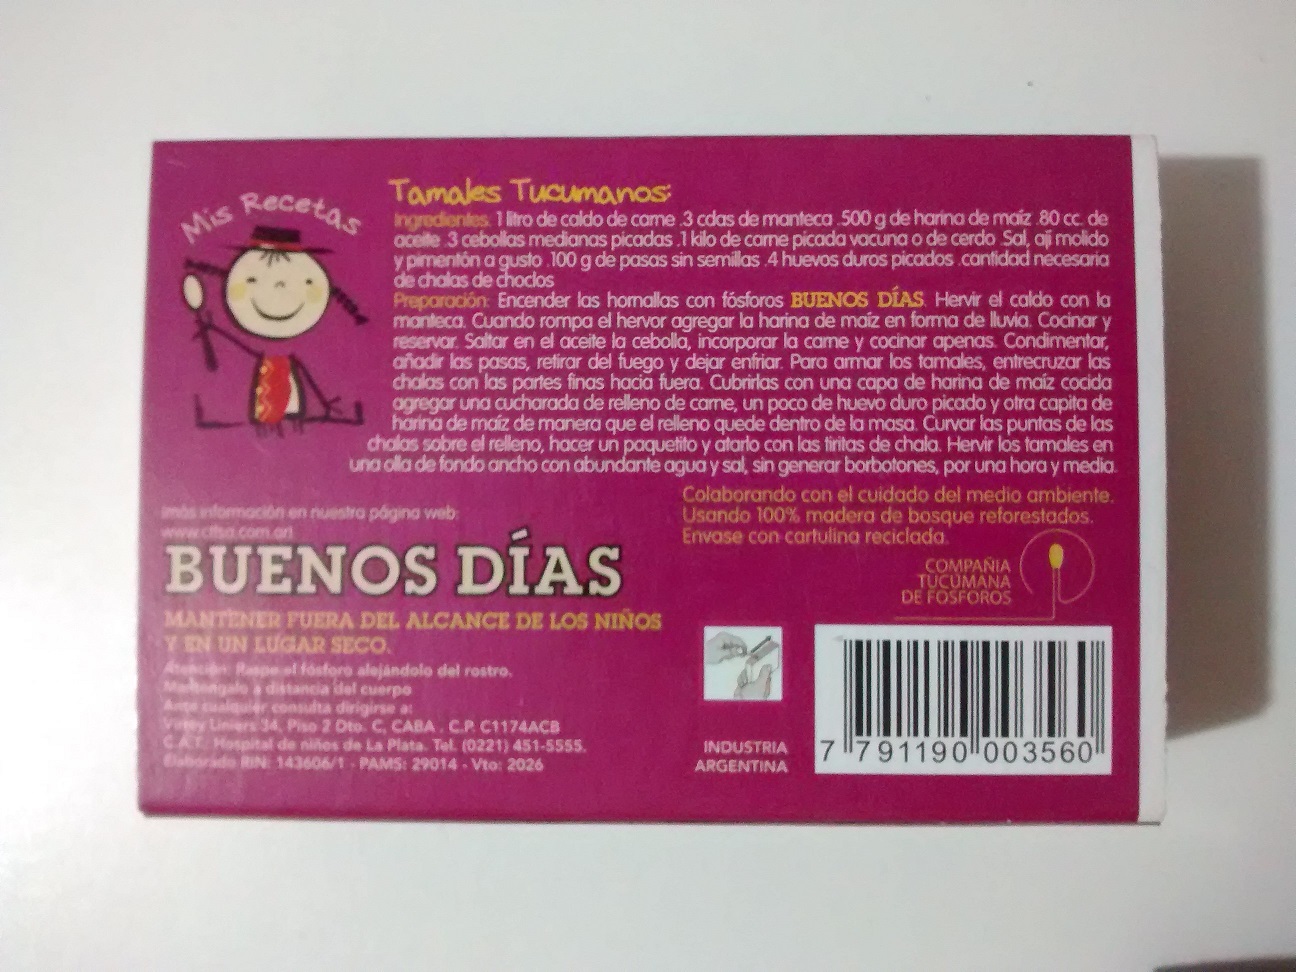 Mis Recetas
Tamales Tucumanos:
Ingredientes: 1 litro de caldo de carne .3 cdas de manteca .500 g de harina de maíz .80 cc. de
aceite .3 cebollas medianas picadas .1 kilo de carne picada vacuna o de cerdo .Sal, ají molido
y pimentón a gusto .100 g de pasas sin semillas .4 huevos duros picados .cantidad necesaria
de chalas de choclos
Preparación: Encender las hornallas con fósforos BUENOS DÍAS. Hervir el caldo con la
manteca. Cuando rompa el hervor agregar la harina de maíz en forma de lluvia. Cocinar y
reservar. Saltar en el aceite la cebolla, incorporar la carne y cocinar apenas. Condimentar,
añadir las pasas, retirar del fuego y dejar enfriar. Para armar los tamales, entrecruzar las
chalas con las partes finas hacia fuera. Cubrirlas con una capa de harina de maíz cocida
agregar una cucharada de relleno de carne, un poco de huevo duro picado y otra capita de
harina de maíz de manera que el relleno quede dentro de la masa. Curvar las puntas de las
chalas sobre el relleno, hacer un paquetito y atarlo con las tiritas de chala. Hervir los tamales en
una olla de fondo ancho con abundante agua y sal, sin generar borbotones, por una hora y media.
Colaborando con el cuidado del medio ambiente.
Usando 100% madera de bosque reforestados.
Envase con cartulina reciclada.
COMPAÑIA
TUCUMANA
DE FÓSFOROS
¡más información en nuestra página web:
BUENOS DÍAS
MANTENER FUERA DEL ALCANCE DE LOS NIÑOS
Y EN UN LUGAR SECO.
Atención: Raspe el fósforo alejándolo del rostro.
Manténgalo a distancia del cuerpo
Ante cualquier consulta dirigirse a:
Virrey Liniers 34, Piso 2 Dto. C, CABA . C.P. C1174ACB
C.A.T. Hospital de niños de La Plata. Tel. (0221) 451-5555.
Elaborado RIN: 143606/1 - PAMS: 29014 - Vto: 2026
INDUSTRIA
ARGENTINA
7 791190 003560